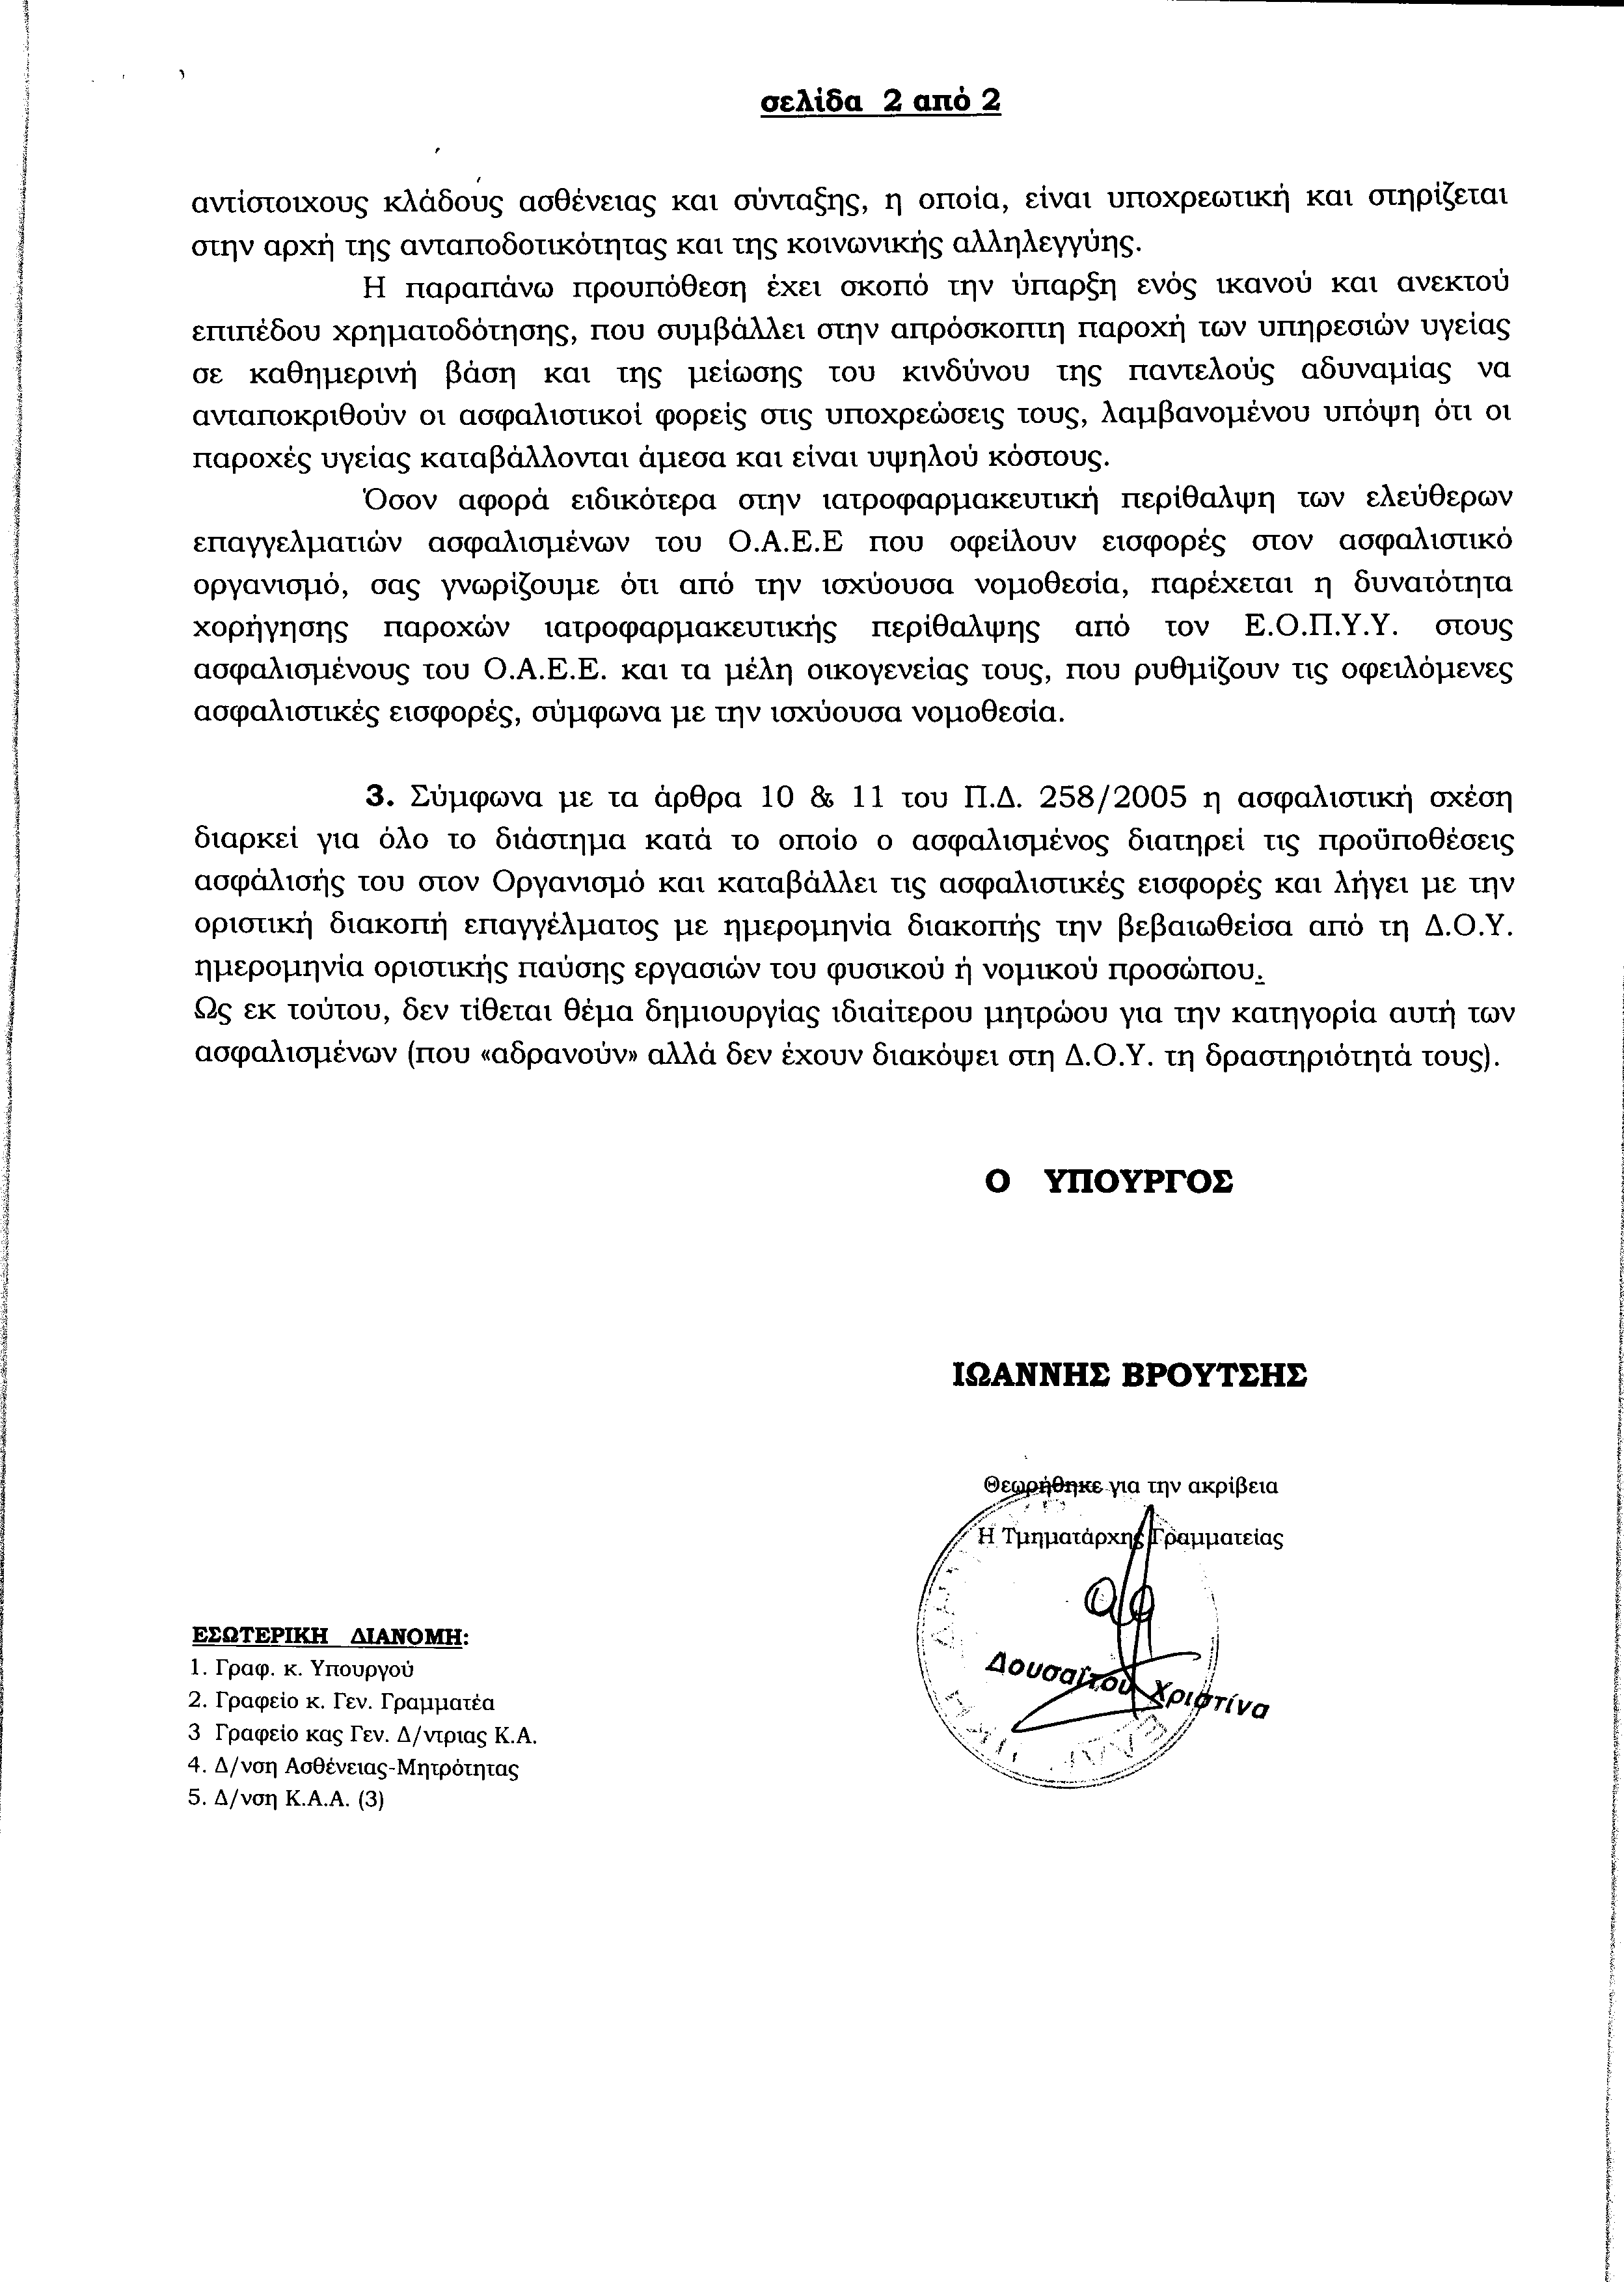 σελίδα 2 από 2
αντίστοιχους κλάδους ασθένειας και σύνταξης, η οποία, είναι υποχρεωτική και στηρίζεται
στην αρχή της ανταποδοτικότητας και της κοινωνικής αλληλεγγύης.
Η παραπάνω προυπόθεση έχει σκοπό την ύπαρξη ενός ικανού και ανεκτού
επιπέδου χρηματοδότησης, που συμβάλλει στην απρόσκοπτη παροχή των υπηρεσιών υγείας
σε καθημερινή βάση και της μείωσης του κινδύνου της παντελούς αδυναμίας να
ανταποκριθούν οι ασφαλιστικοί φορείς στις υποχρεώσεις τους, λαμβανομένου υπόψη ότι οι
παροχές υγείας καταβάλλονται άμεσα και είναι υψηλού κόστους.
Όσον αφορά ειδικότερα στην ιατροφαρμακευτική περίθαλψη των ελεύθερων
επαγγελματιών ασφαλισμένων του Ο.Α.Ε.Ε που οφείλουν εισφορές στον ασφαλιστικό
οργανισμό, σας γνωρίζουμε ότι από την ισχύουσα νομοθεσία, παρέχεται η δυνατότητα
χορήγησης παροχών ιατροφαρμακευτικής περίθαλψης από τον Ε.Ο.Π.Υ.Υ. στους
ασφαλισμένους του Ο.Α.Ε.Ε. και τα μέλη οικογενείας τους, που ρυθμίζουν τις οφειλόμενες
ασφαλιστικές εισφορές, σύμφωνα με την ισχύουσα νομοθεσία.
3. Σύμφωνα με τα άρθρα 10 & 11 του Π.Δ. 258/2005 η ασφαλιστική σχέση
διαρκεί για όλο το διάστημα κατά το οποίο ο ασφαλισμένος διατηρεί τις προϋποθέσεις
ασφάλισής του στον Οργανισμό και καταβάλλει τις ασφαλιστικές εισφορές και λήγει με την
οριστική διακοπή επαγγέλματος με ημερομηνία διακοπής την βεβαιωθείσα από τη Δ.Ο.Υ.
ημερομηνία οριστικής παύσης εργασιών του φυσικού ή νομικού προσώπου.
Ως εκ τούτου, δεν τίθεται θέμα δημιουργίας ιδιαίτερου μητρώου για την κατηγορία αυτή των
ασφαλισμένων (που «αδρανούν» αλλά δεν έχουν διακόψει στη Δ.Ο.Υ. τη δραστηριότητά τους).
Ο ΥΠΟΥΡΓΟΣ
ΙΩΑΝΝΗΣ ΒΡΟΥΤΣΗΣ
Θεωρήθηκε για την ακρίβεια
Η Τμηματάρχης Γραμματείας
Δουσαΐτου Χριστίνα
ΕΣΩΤΕΡΙΚΗ ΔΙΑΝΟΜΗ:
1. Γραφ. κ. Υπουργού
2. Γραφείο κ. Γεν. Γραμματέα
3 Γραφείο κας Γεν. Δ/ντριας Κ.Α.
4. Δ/νση Ασθένειας-Μητρότητας
5. Δ/νση Κ.Α.Α. (3)